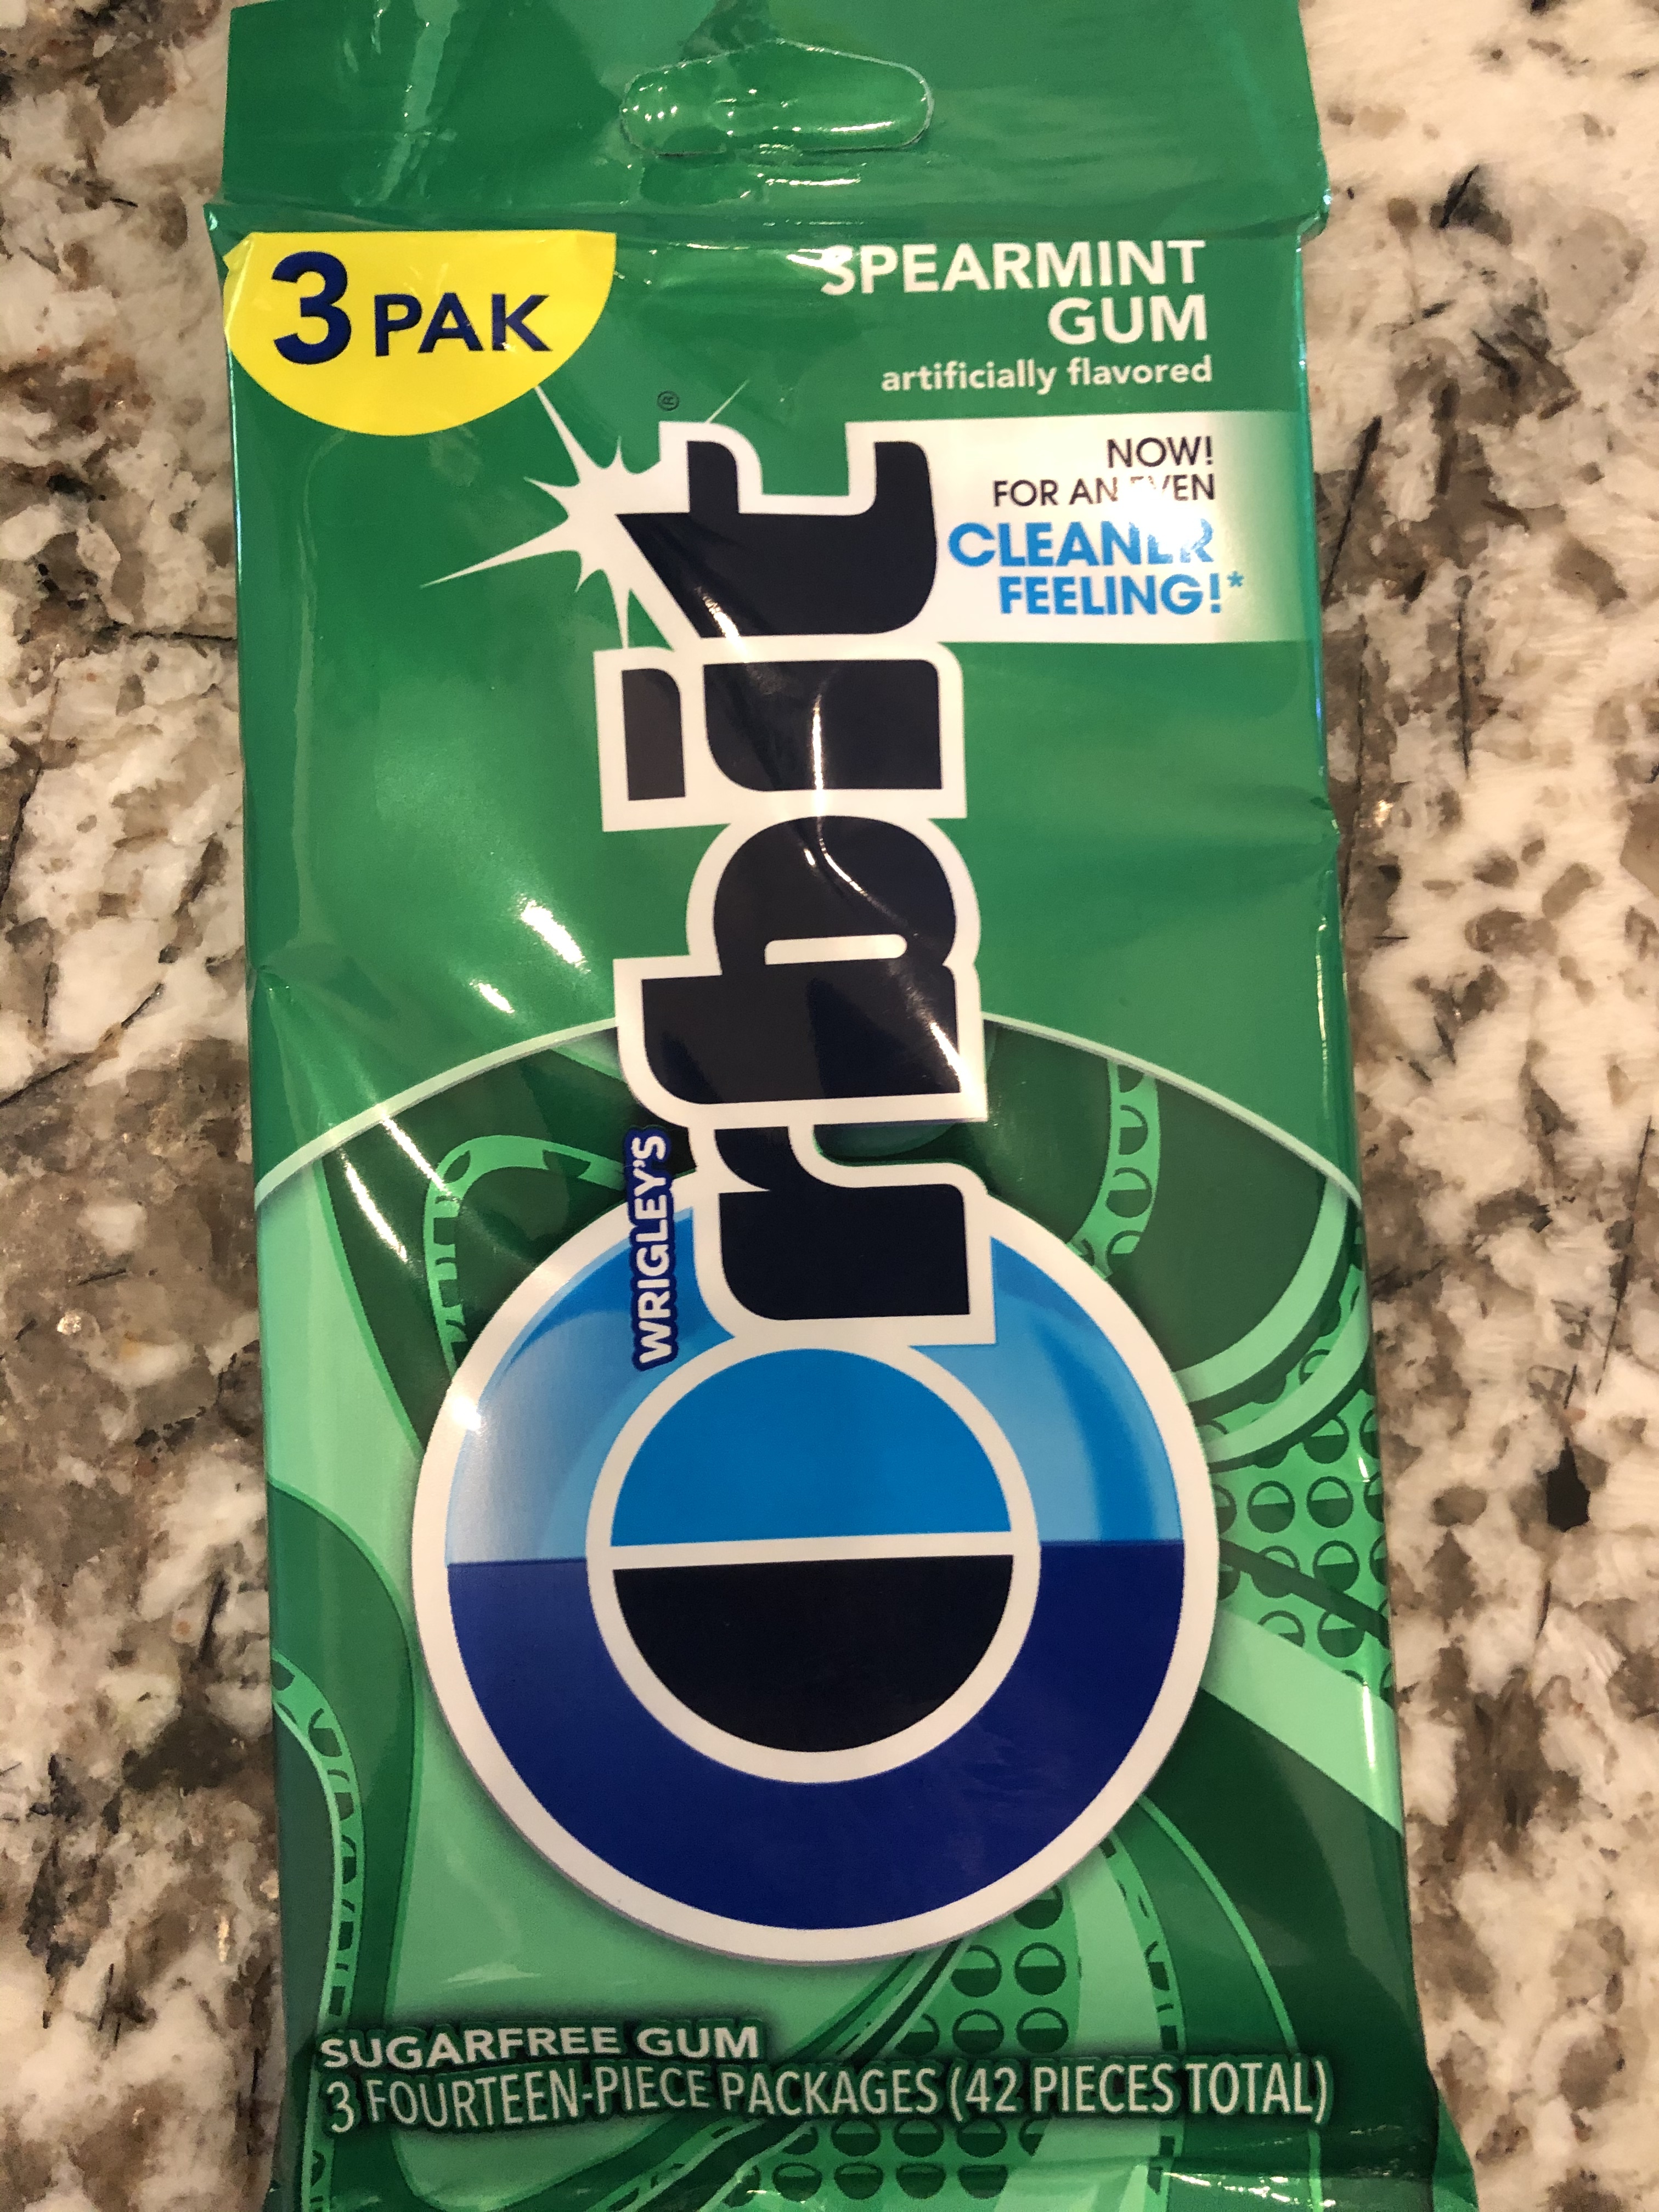 3 PAK
SPEARMINT
GUM
artificially flavored
NOW!
FOR AN EVEN
CLEANER
FEELING!*
WRIGLEY'S
orbit®
SUGARFREE GUM
3 FOURTEEN-PIECE PACKAGES (42 PIECES TOTAL)